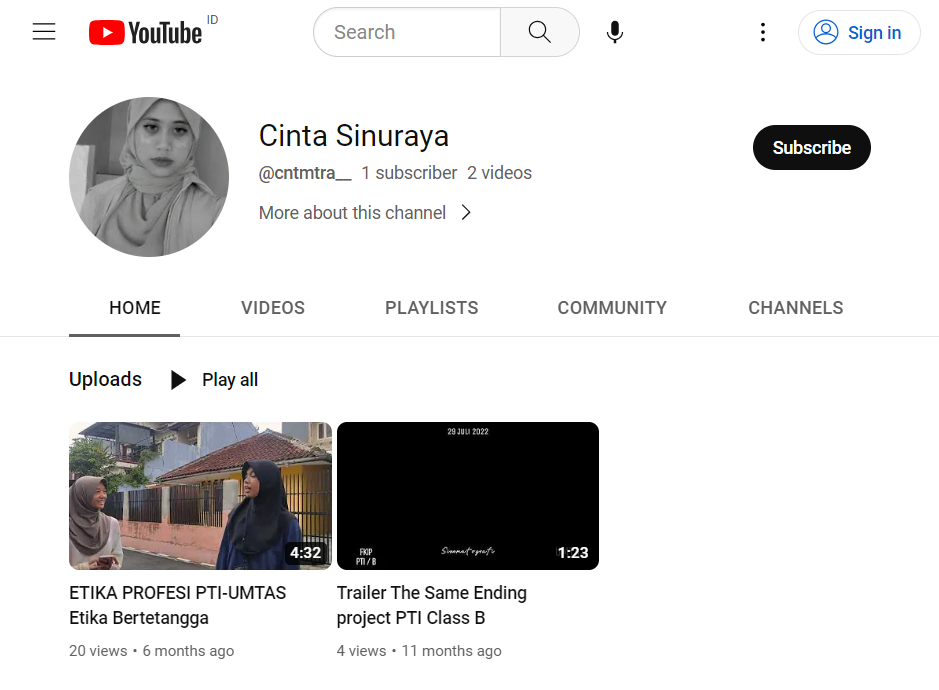 YouTube ID
Search
Sign in
Cinta Sinuraya
Subscribe
@cntmtra__ 1 subscriber 2 videos
More about this channel
HOME VIDEOS PLAYLISTS COMMUNITY CHANNELS
Uploads Play all
29 JULI 2022
FKIP
PTI / B
4:32
1:23
ETIKA PROFESI PTI-UMTAS
Etika Bertetangga
20 views • 6 months ago
Trailer The Same Ending
project PTI Class B
4 views • 11 months ago